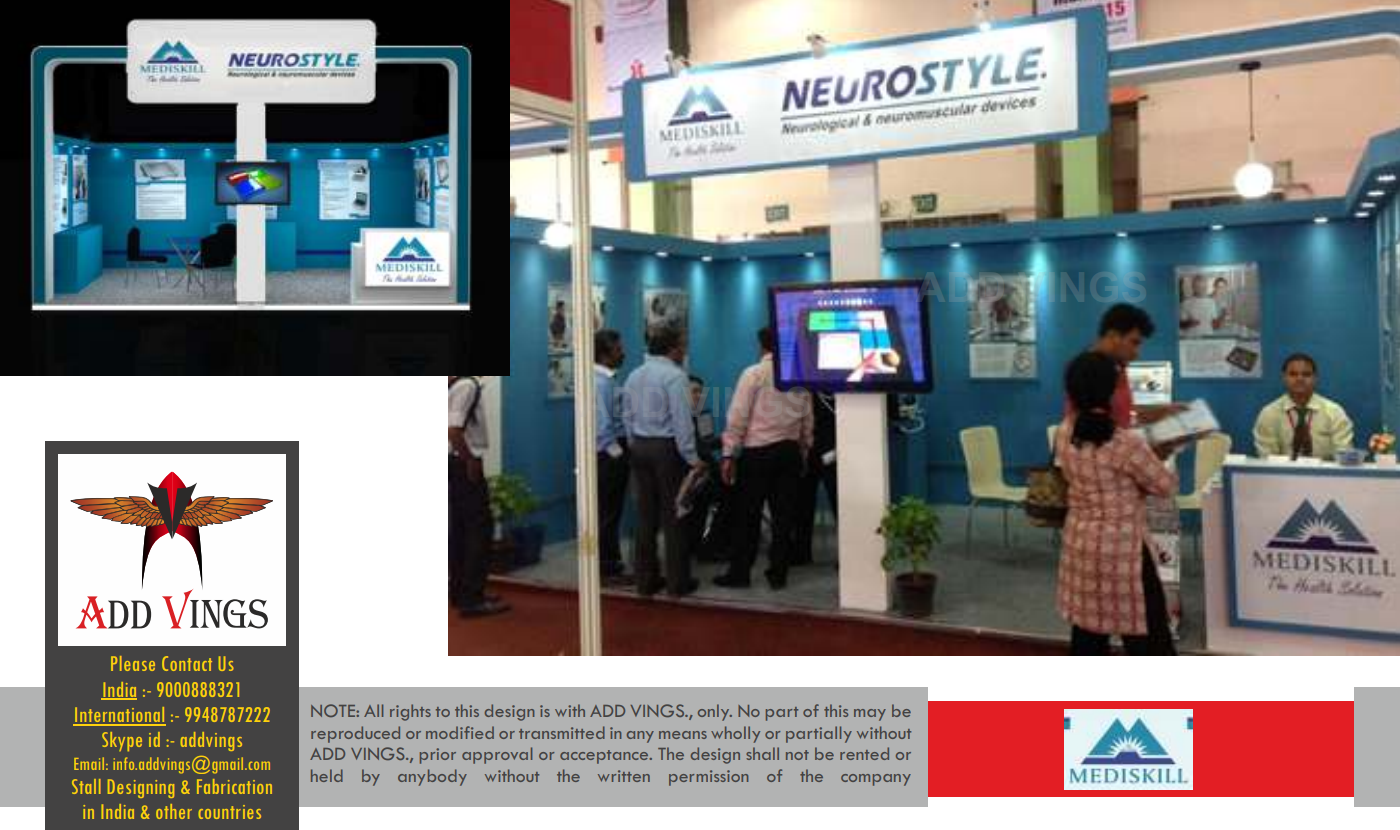 MEDISKILL
The Health Solution
NEUROSTYLE.
Neurological & neuromuscular devices
MEDISKILL
The Health Solution
15
MEDISKILL
The Health Solution
NEUROSTYLE.
Neurological & neuromuscular devices
EXIT
ADD VINGS
ADD VINGS
MEDISKILL
The Health Solution
ADD VINGS
Please Contact Us
India :- 9000888321
International :- 9948787222
Skype id :- addvings
Email: info.addvings@gmail.com
Stall Designing & Fabrication
in India & other countries
NOTE: All rights to this design is with ADD VINGS., only. No part of this may be
reproduced or modified or transmitted in any means wholly or partially without
ADD VINGS., prior approval or acceptance. The design shall not be rented or
held by anybody without the written permission of the company
MEDISKILL